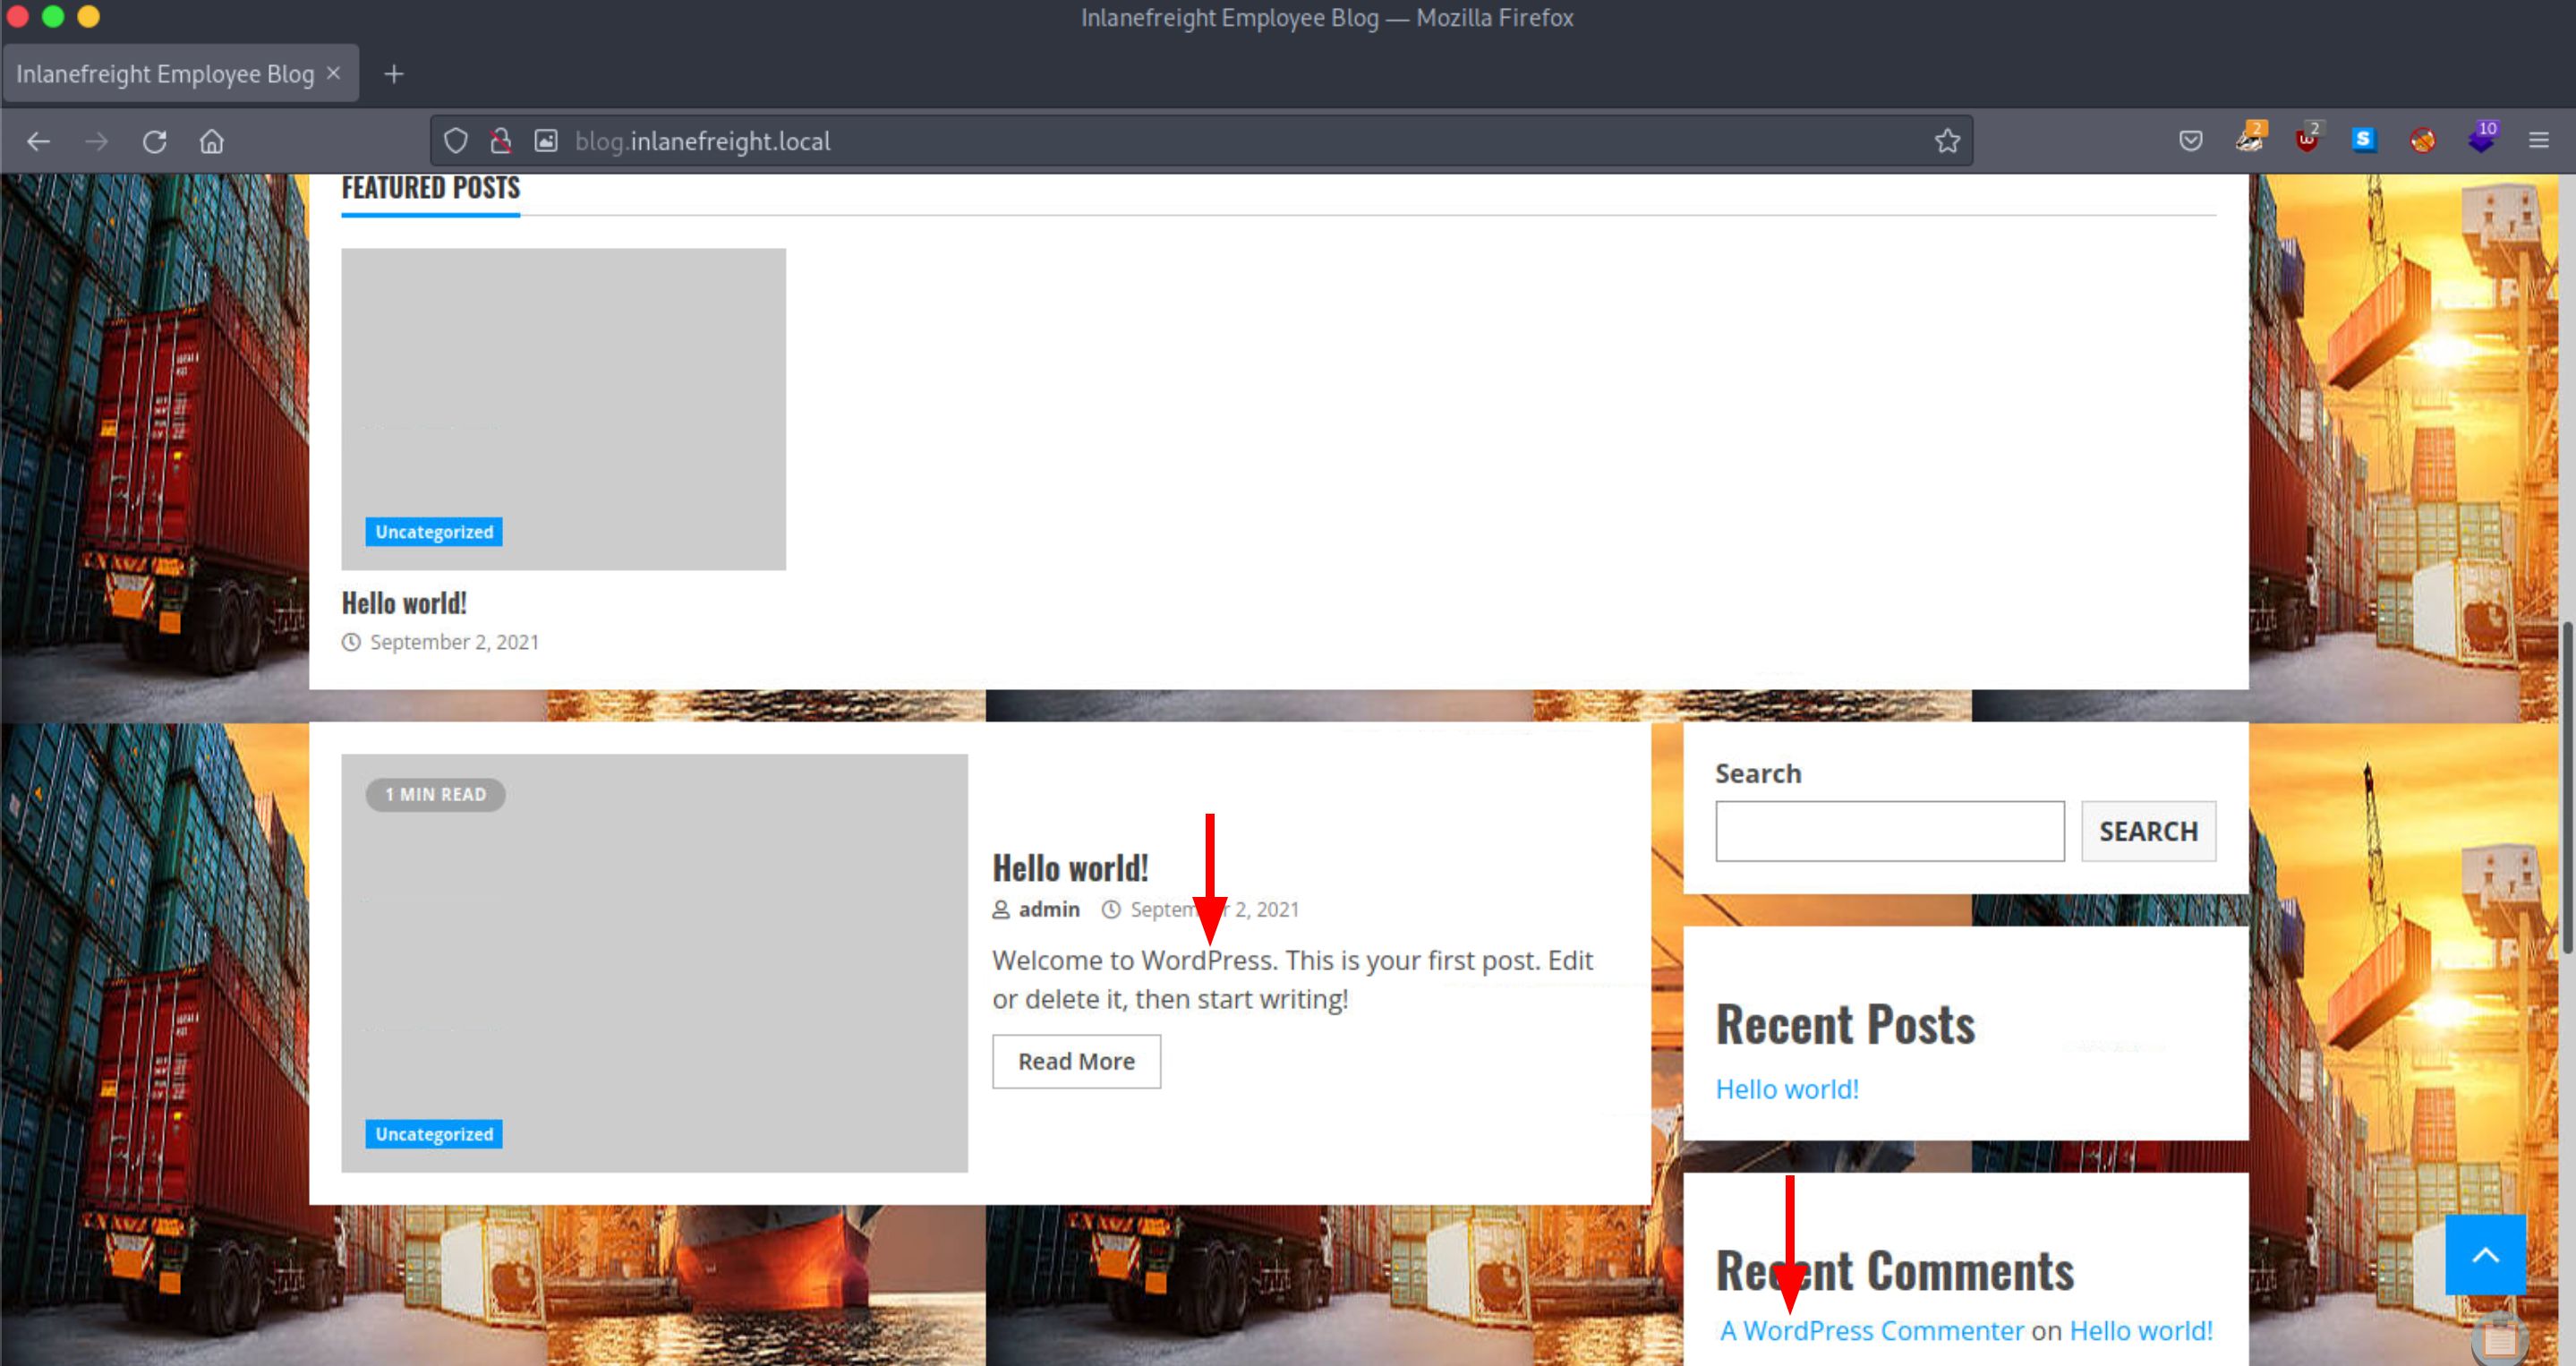 Inlanefreight Employee Blog — Mozilla Firefox
Inlanefreight Employee Blog
blog.inlanefreight.local
2
2
S
10
FEATURED POSTS
Uncategorized
Hello world!
September 2, 2021
1 MIN READ
Uncategorized
Hello world!
admin
Septem r 2, 2021
Welcome to WordPress. This is your first post. Edit
or delete it, then start writing!
Read More
Search
SEARCH
Recent Posts
Hello world!
Recent Comments
A WordPress Commenter on Hello world!